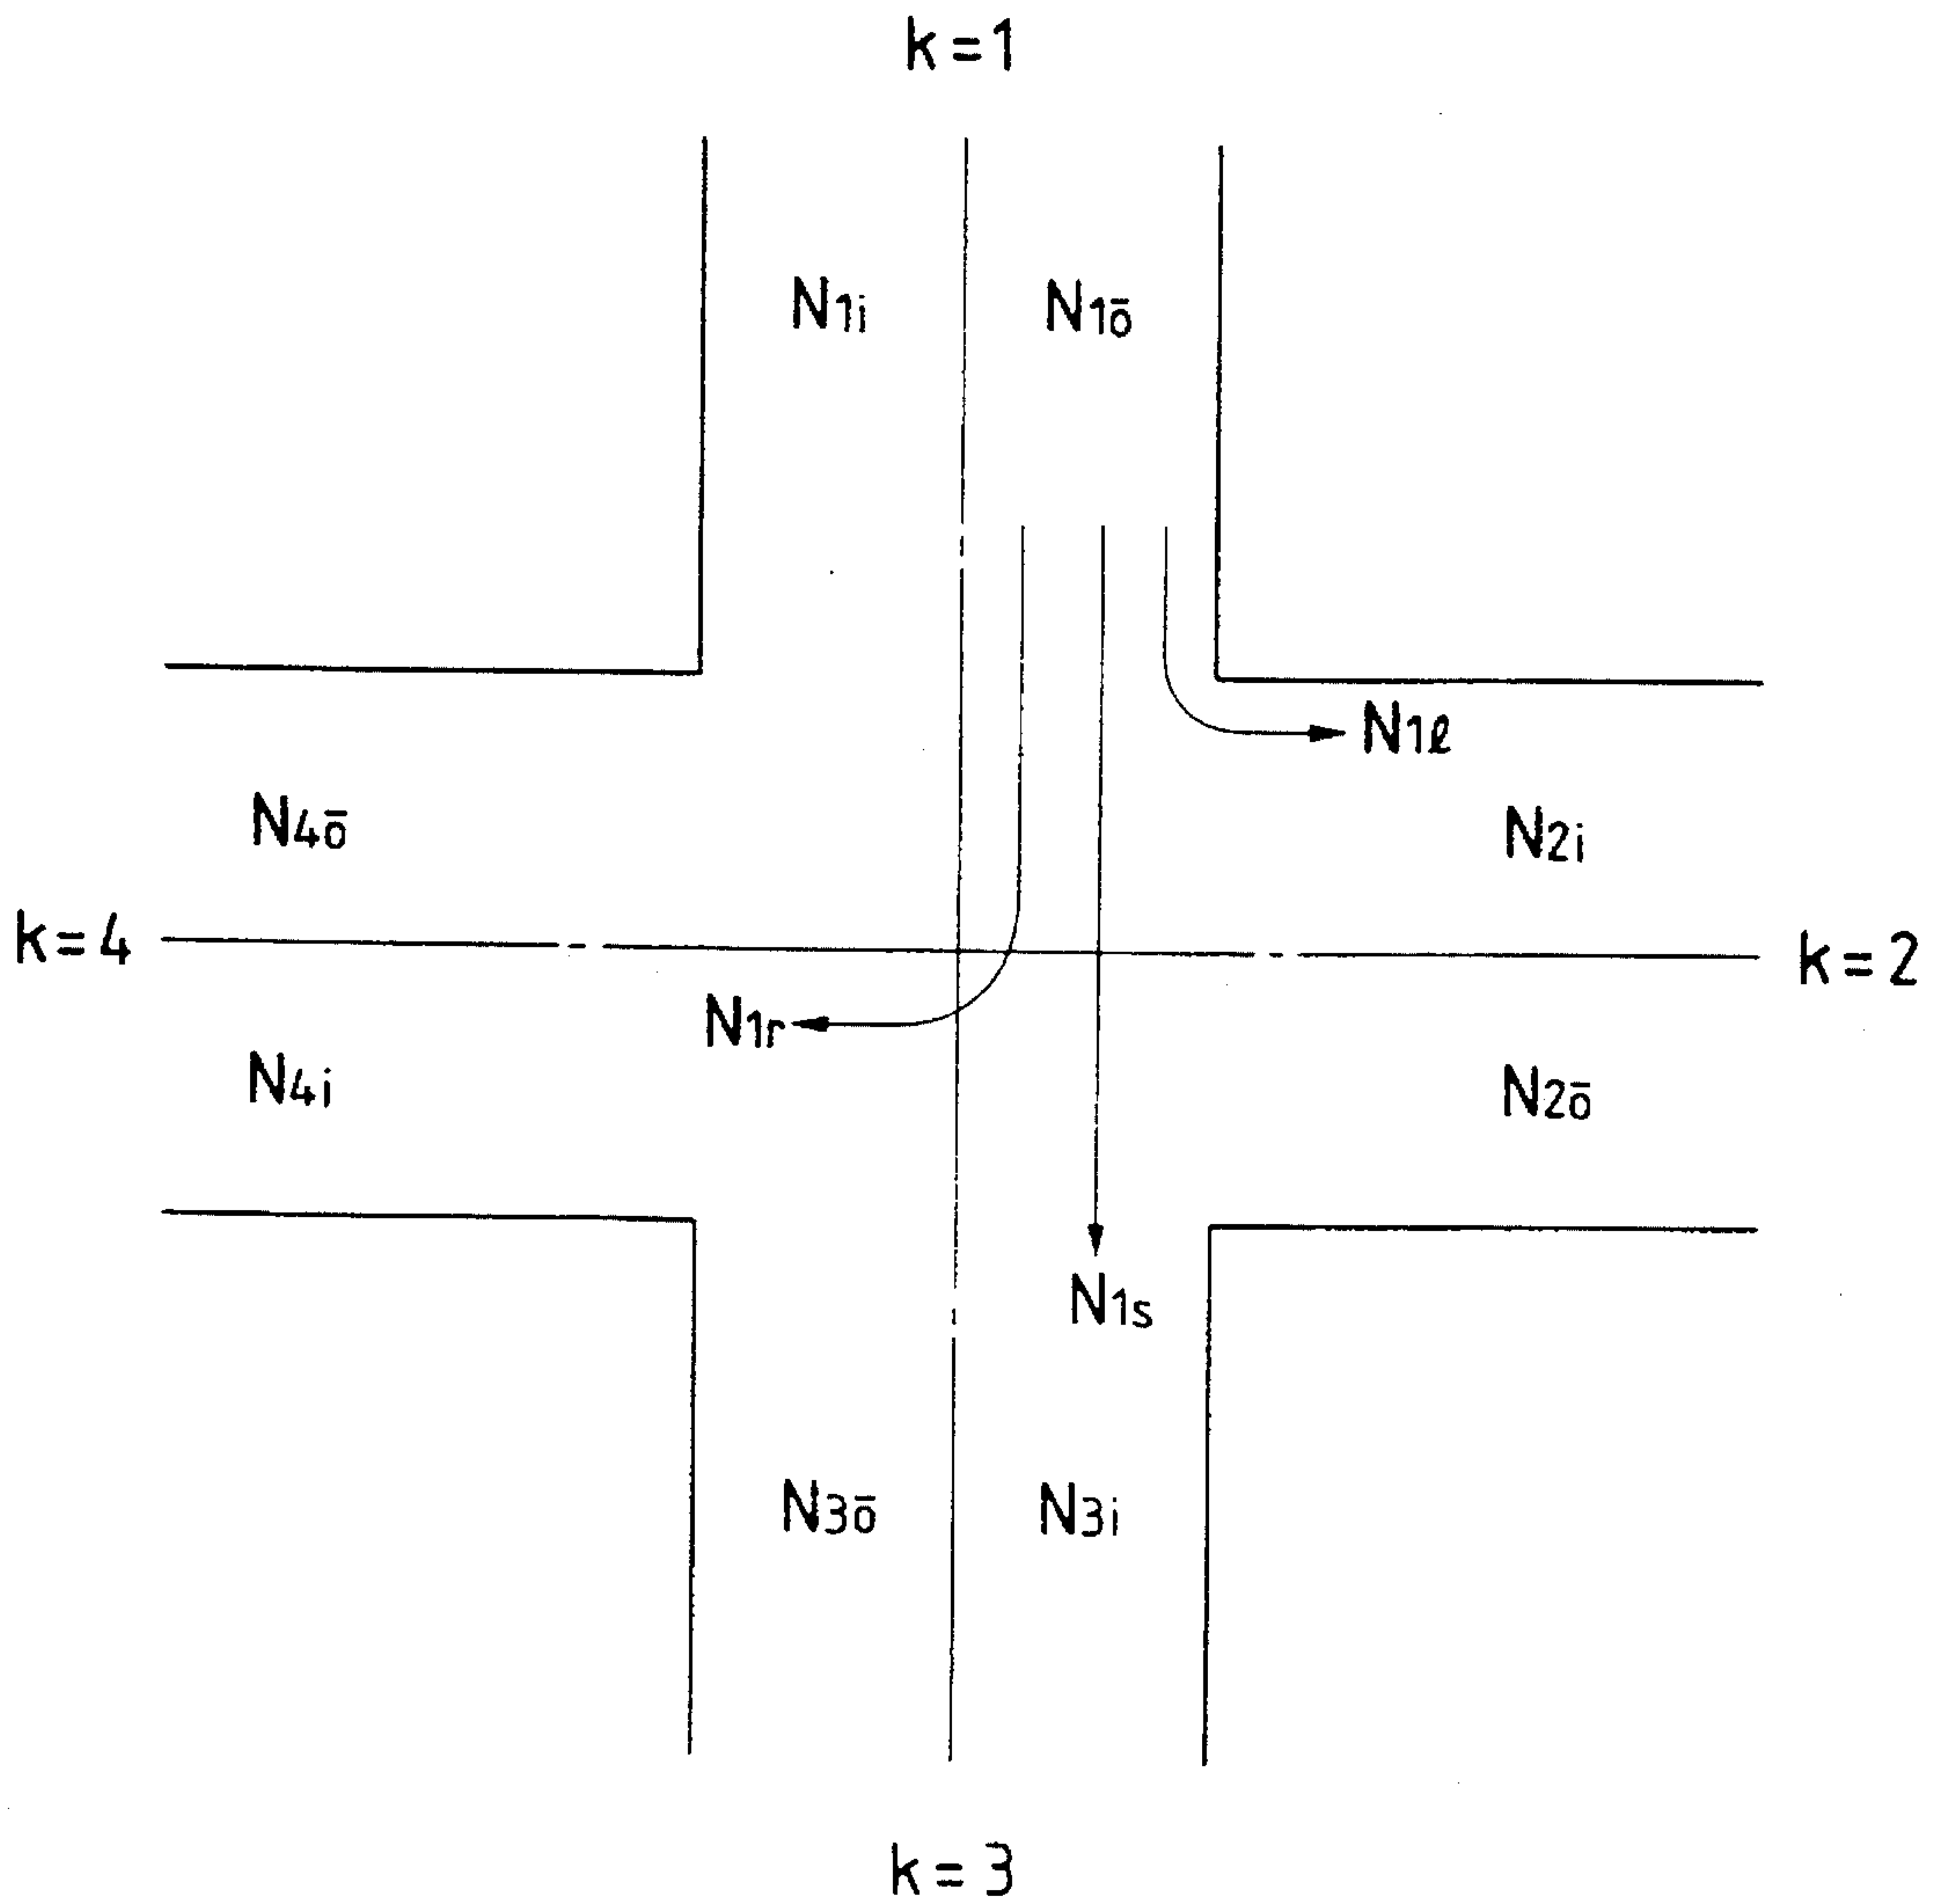 k=1
N1i N1ō
N1ℓ
N4ō N2i
k=4 k=2
N1r
N4i N2ō
N1s
N3ō N3i
k=3